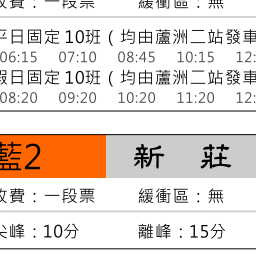 收費：一段票 緩衝區：無
平日固定10班（均由蘆洲二站發車
06:15 07:10 08:45 10:15 12:
假日固定10班（均由蘆洲二站發車
08:20 09:20 10:20 11:20 12:
藍2 新 莊
收費：一段票 緩衝區：無
尖峰：10分 離峰：15分